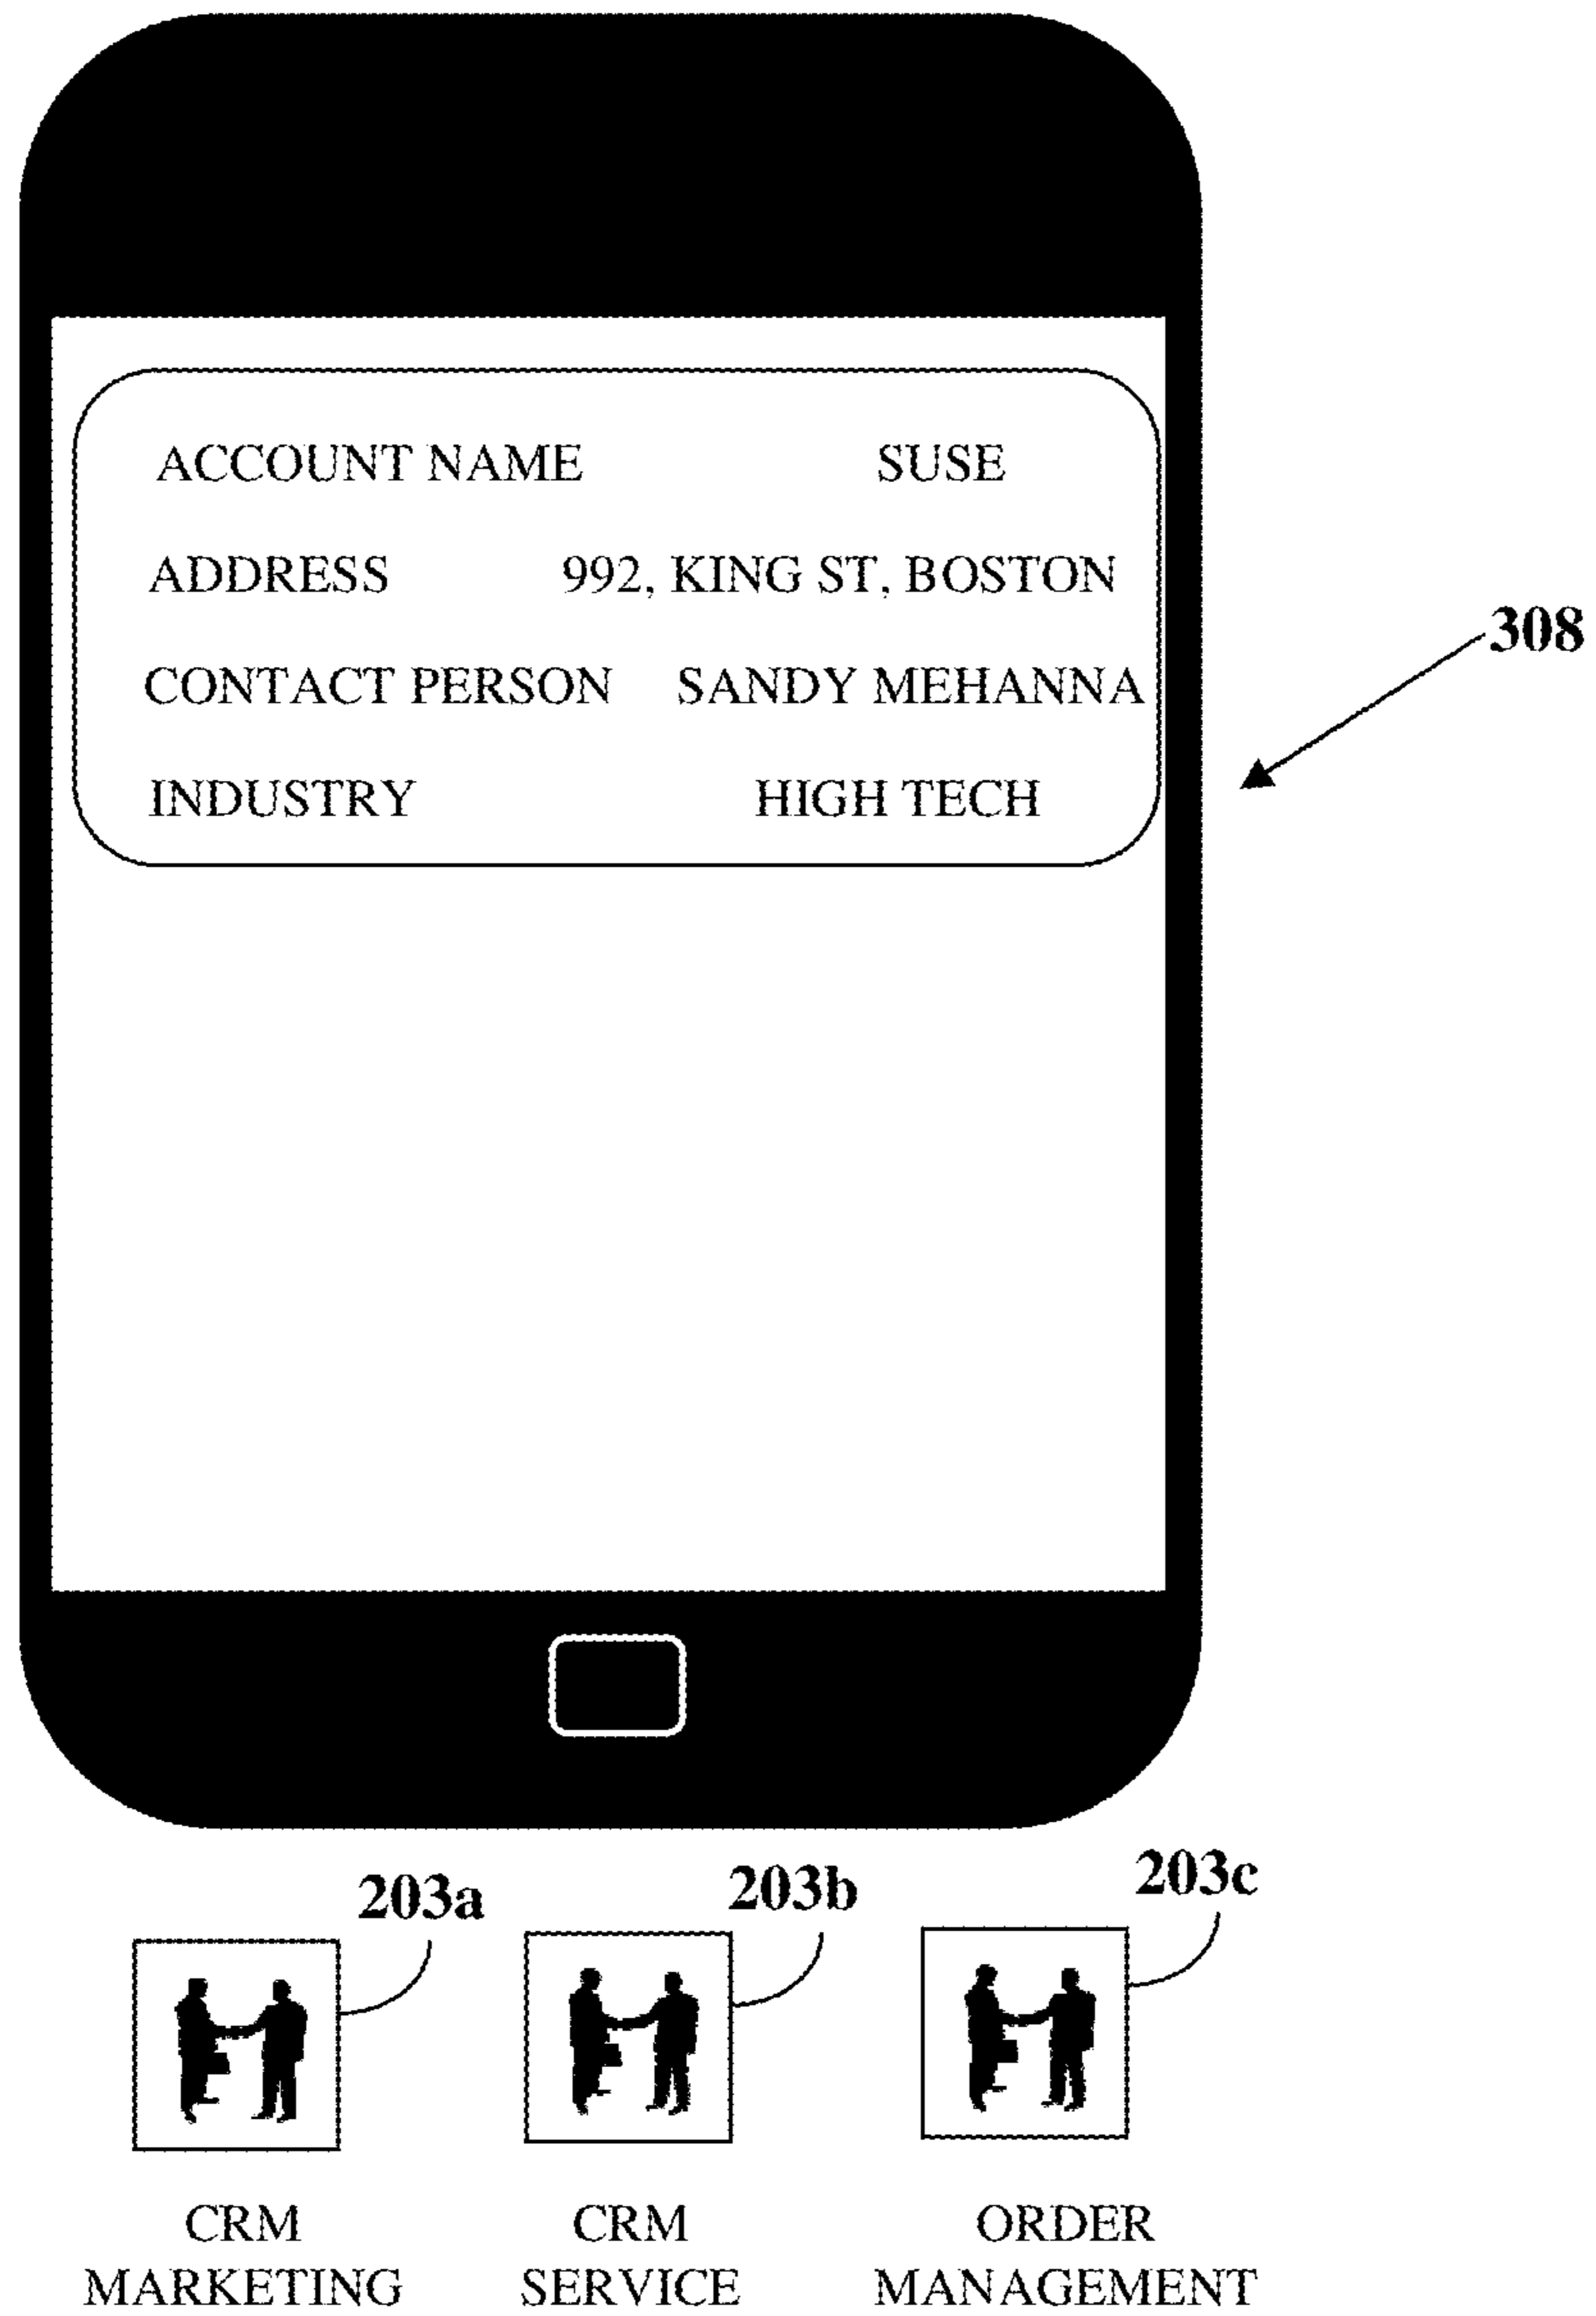 ACCOUNT NAME SUSE
ADDRESS 992, KING ST, BOSTON
308
CONTACT PERSON SANDY MEHANNA
INDUSTRY HIGH TECH
203a 203b 203c
CRM MARKETING
CRM SERVICE
ORDER MANAGEMENT